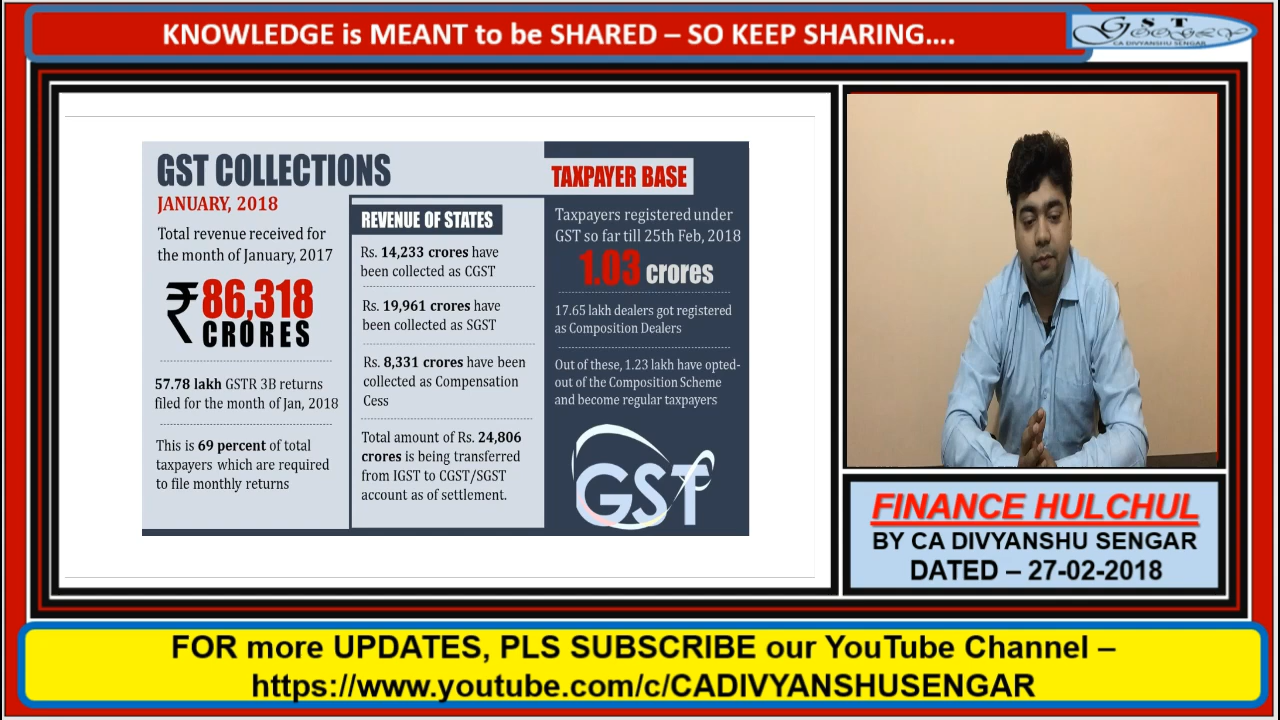 KNOWLEDGE is MEANT to be SHARED – SO KEEP SHARING....
G S T
CA DIVYANSHU SENGAR
GST COLLECTIONS
JANUARY, 2018
Total revenue received for
the month of January, 2017
₹ 86,318
CRORES
57.78 lakh GSTR 3B returns
filed for the month of Jan, 2018
This is 69 percent of total
taxpayers which are required
to file monthly returns
REVENUE OF STATES
Rs. 14,233 crores have
been collected as CGST
Rs. 19,961 crores have
been collected as SGST
Rs. 8,331 crores have been
collected as Compensation
Cess
Total amount of Rs. 24,806
crores is being transferred
from IGST to CGST/SGST
account as of settlement.
TAXPAYER BASE
Taxpayers registered under
GST so far till 25th Feb, 2018
1.03 crores
17.65 lakh dealers got registered
as Composition Dealers
Out of these, 1.23 lakh have opted-
out of the Composition Scheme
and become regular taxpayers
GST
FINANCE HULCHUL
BY CA DIVYANSHU SENGAR
DATED – 27-02-2018
FOR more UPDATES, PLS SUBSCRIBE our YouTube Channel –
https://www.youtube.com/c/CADIVYANSHUSENGAR